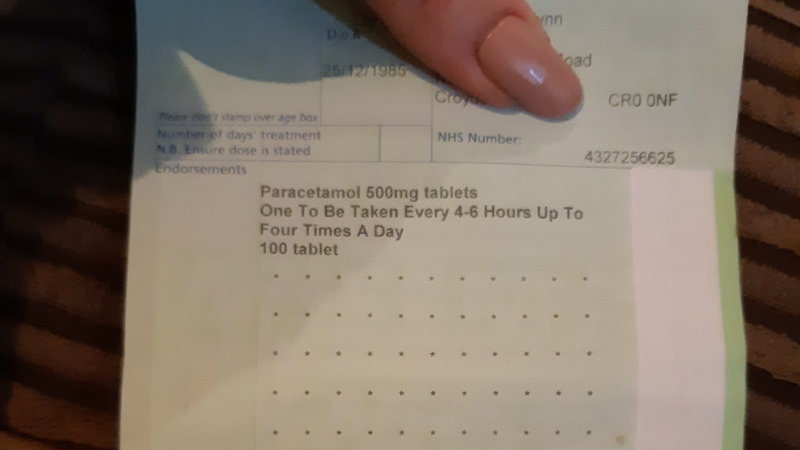 D.o.B
25/12/1985
CR0 0NF
Please don't stamp over age box
Number of days' treatment
N.B. Ensure dose is stated
NHS Number:
4327256625
Endorsements
Paracetamol 500mg tablets
One To Be Taken Every 4-6 Hours Up To
Four Times A Day
100 tablet
* * * * * * * * * * *
* * * * * * * * * * *
* * * * * * * * * * *
* * * * * * * * * * *
* * * * * * * * * * *